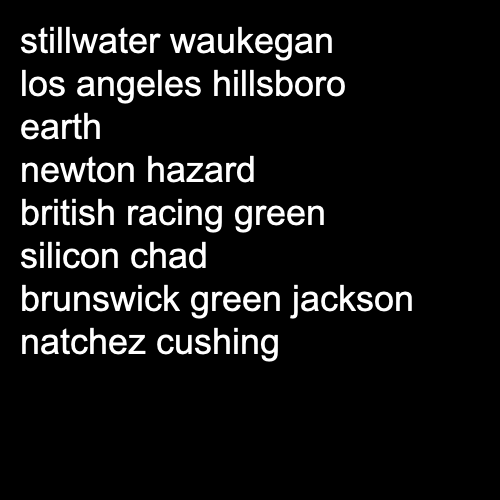 stillwater waukegan
los angeles hillsboro
earth
newton hazard
british racing green
silicon chad
brunswick green jackson
natchez cushing